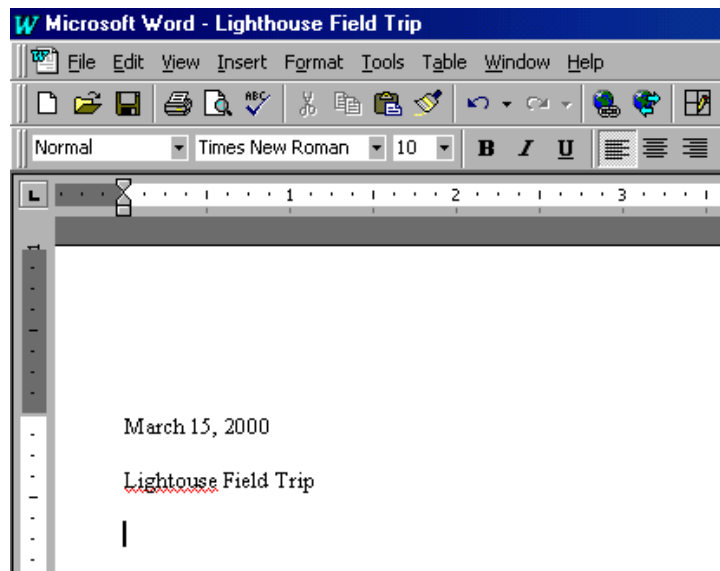 Microsoft Word - Lighthouse Field Trip
File Edit View Insert Format Tools Table Window Help
ABC
Normal Times New Roman 10 B I U
L 1 2 3
March 15, 2000
Lightouse Field Trip